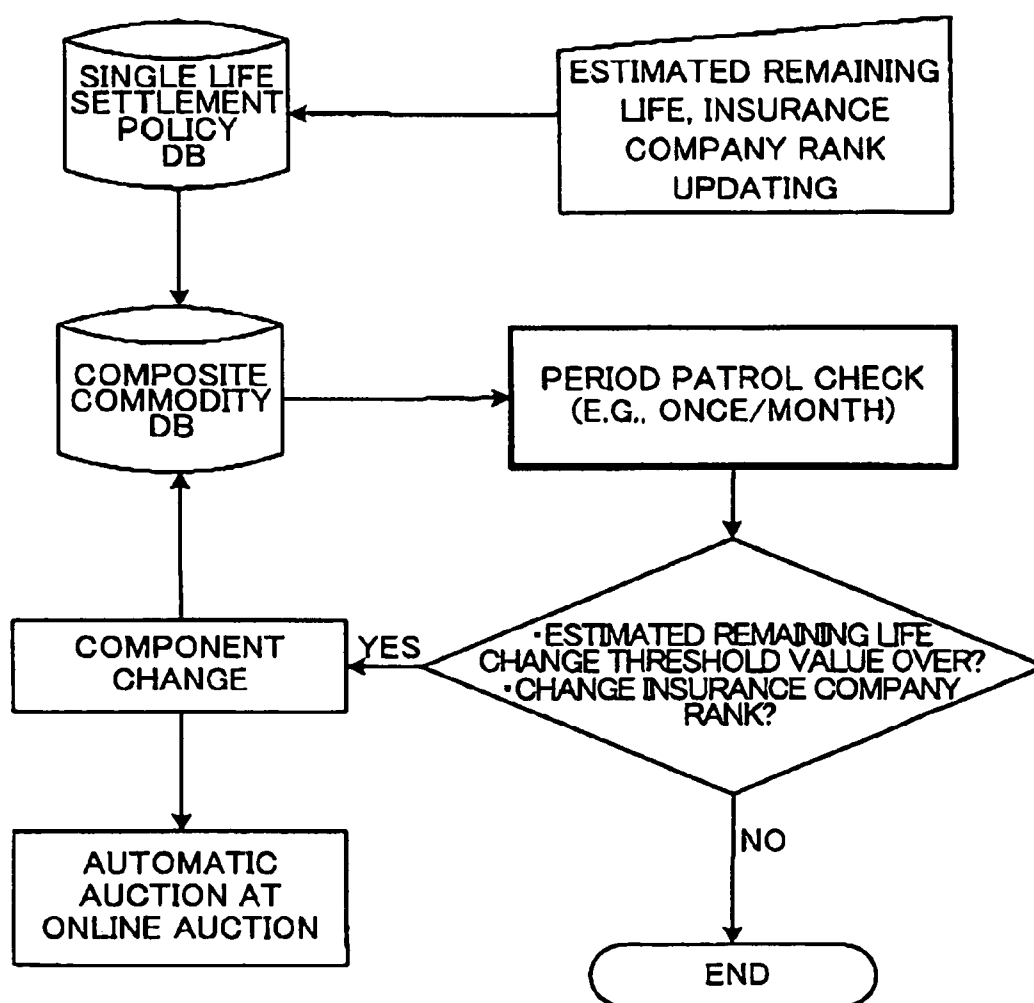 SINGLE LIFE
SETTLEMENT
POLICY
DB
ESTIMATED REMAINING
LIFE, INSURANCE
COMPANY RANK
UPDATING
COMPOSITE
COMMODITY
DB
PERIOD PATROL CHECK
(E.G., ONCE/MONTH)
COMPONENT
CHANGE
YES
・ESTIMATED REMAINING LIFE
CHANGE THRESHOLD VALUE OVER?
・CHANGE INSURANCE COMPANY
RANK?
AUTOMATIC
AUCTION AT
ONLINE AUCTION
NO
END